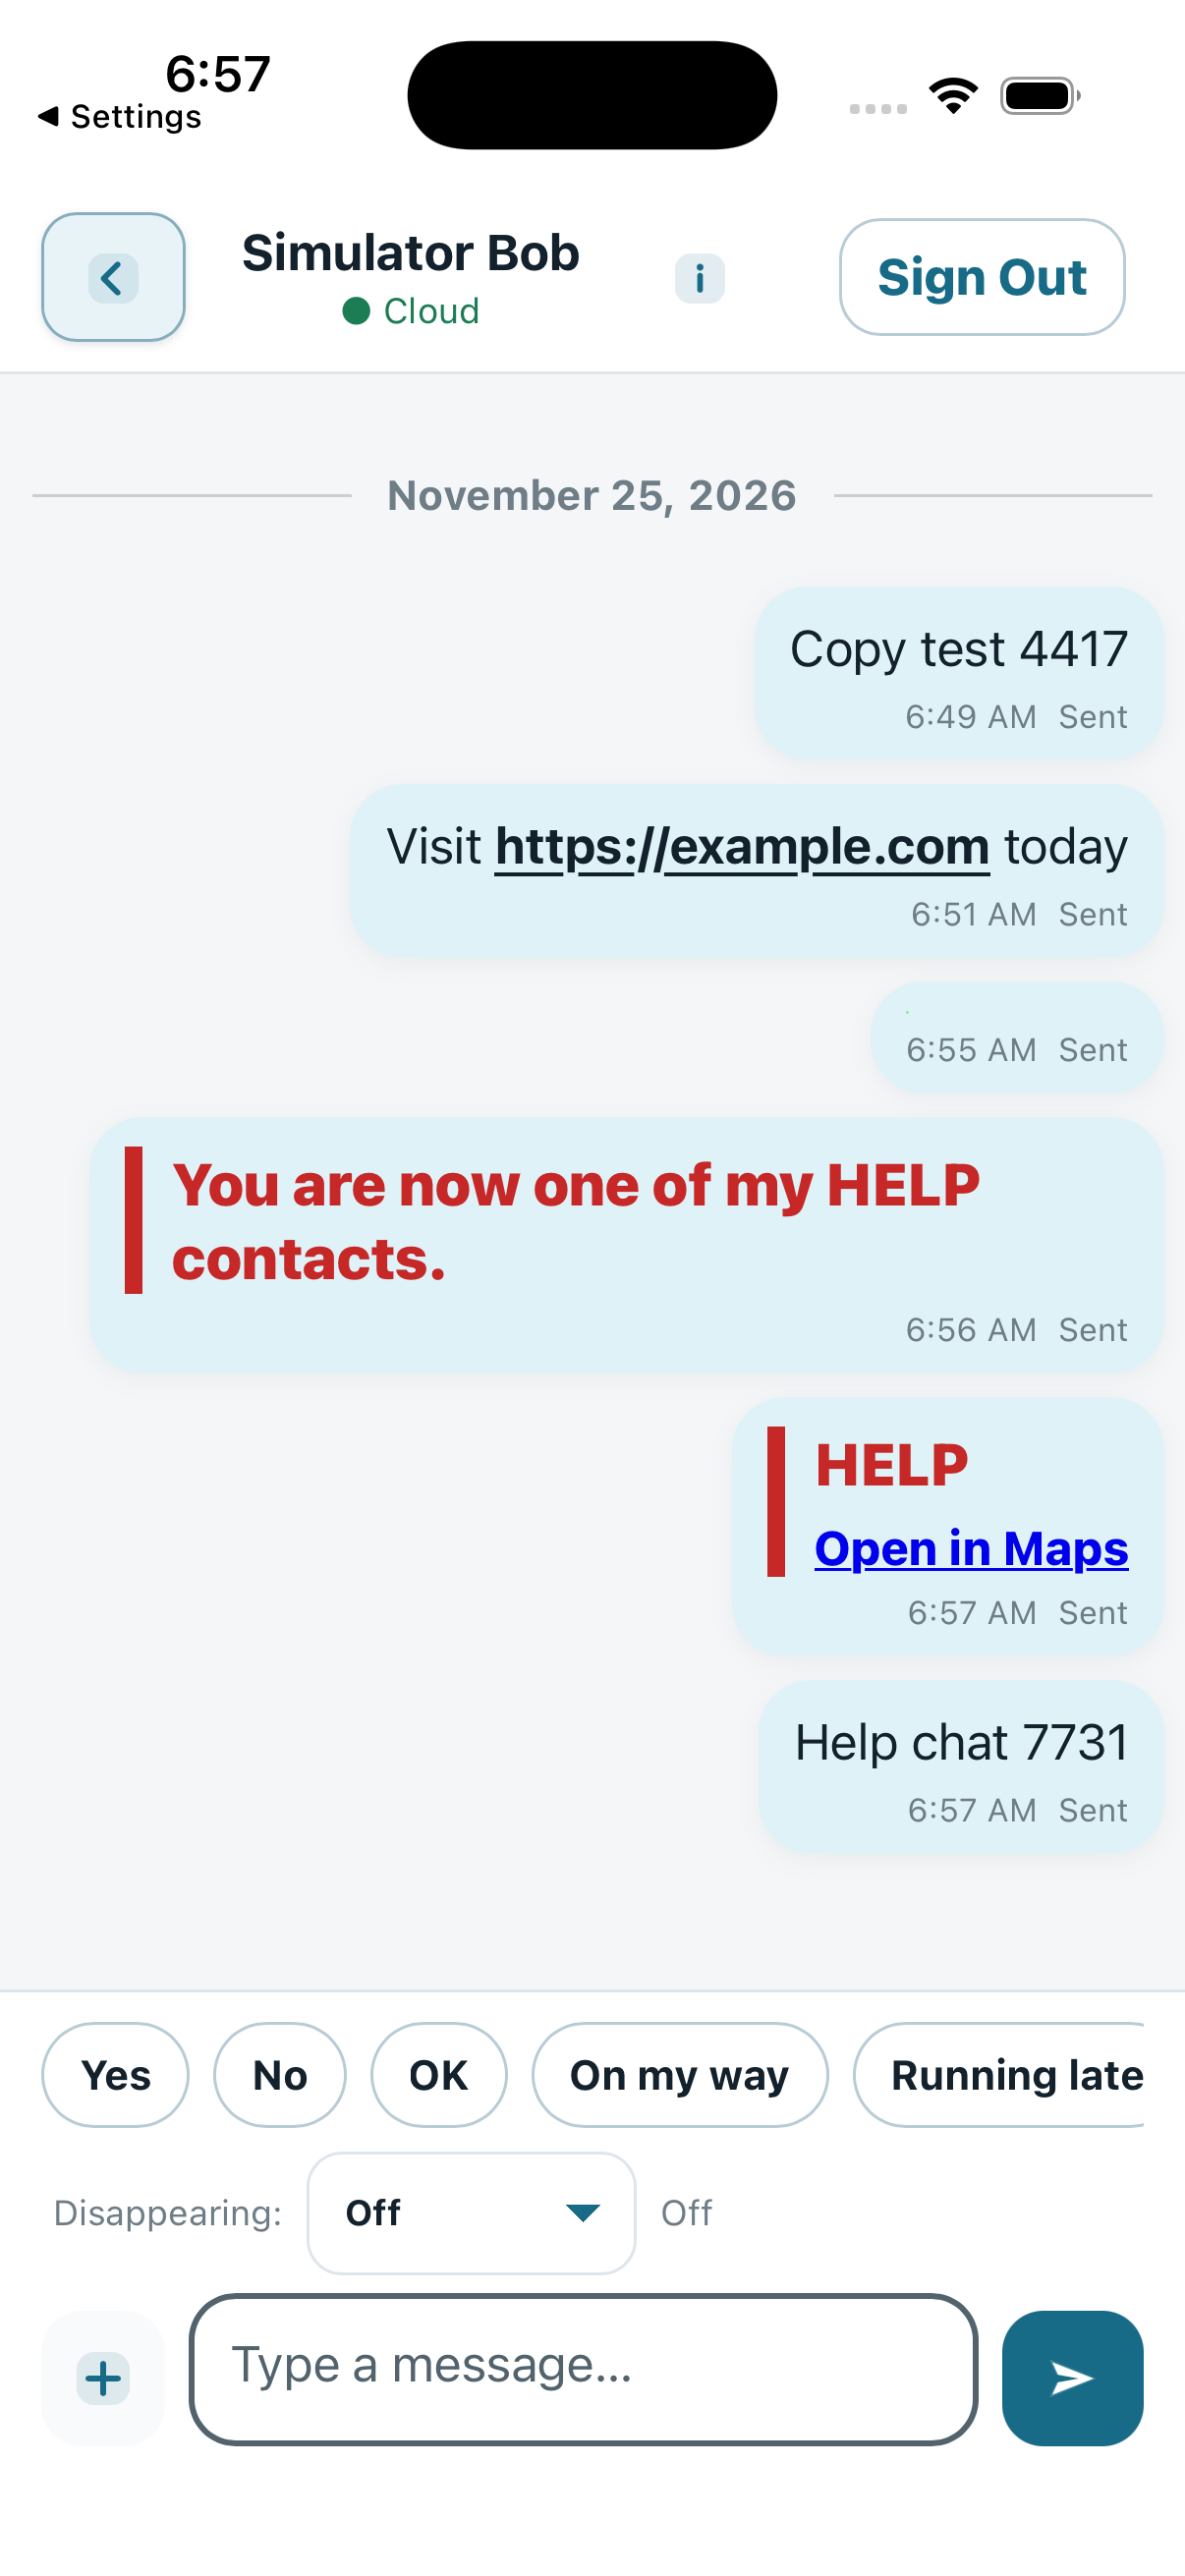 6:57
◀ Settings
Simulator Bob
Cloud
Sign Out
November 25, 2026
Copy test 4417
6:49 AM Sent
Visit https://example.com today
6:51 AM Sent
6:55 AM Sent
You are now one of my HELP
contacts.
6:56 AM Sent
HELP
Open in Maps
6:57 AM Sent
Help chat 7731
6:57 AM Sent
Yes No OK On my way Running late
Disappearing: Off Off
Type a message...